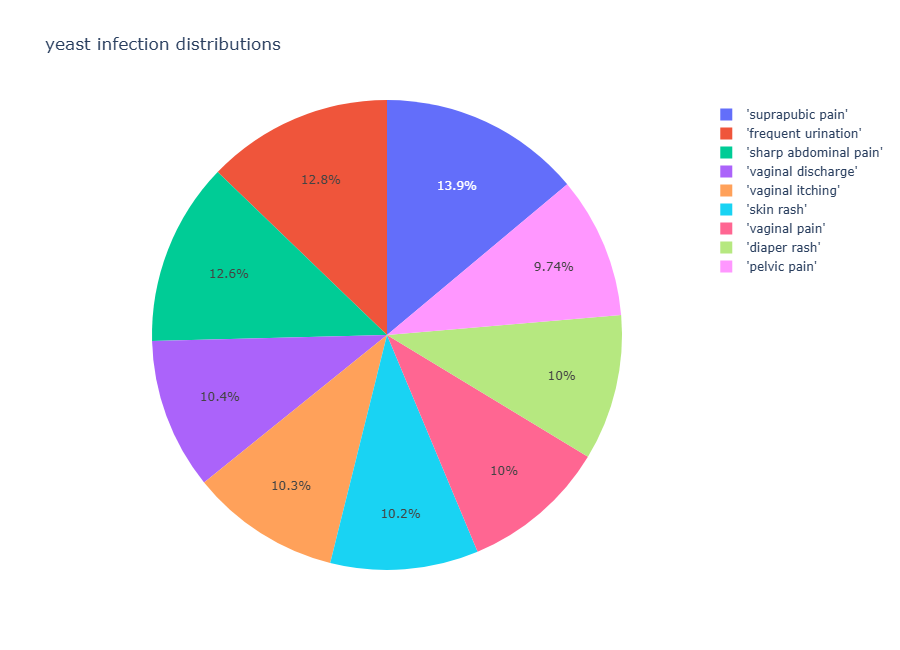 yeast infection distributions
'suprapubic pain'
'frequent urination'
'sharp abdominal pain'
'vaginal discharge'
'vaginal itching'
'skin rash'
'vaginal pain'
'diaper rash'
'pelvic pain'
12.8%
13.9%
12.6%
9.74%
10.4%
10%
10.3%
10%
10.2%